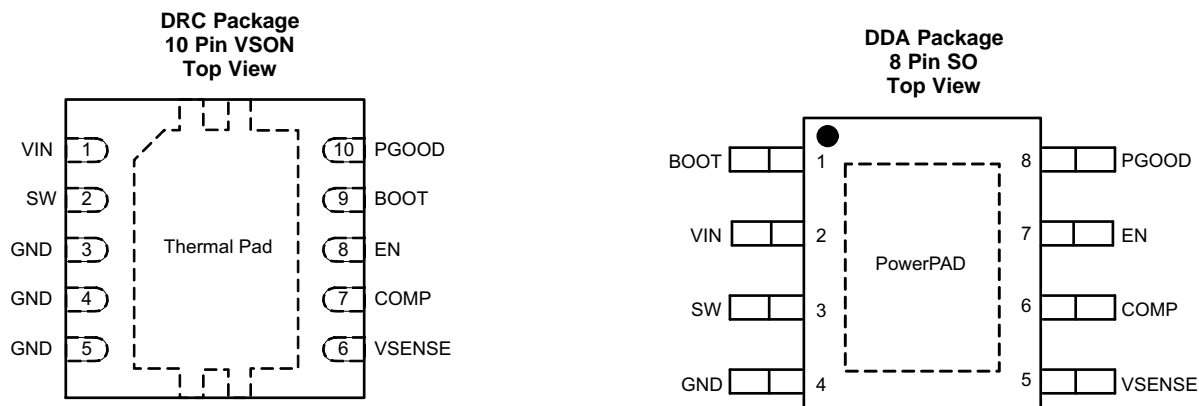 DRC Package
10 Pin VSON
Top View
VIN 1 10 PGOOD
SW 2 9 BOOT
GND 3 Thermal Pad 8 EN
GND 4 7 COMP
GND 5 6 VSENSE
DDA Package
8 Pin SO
Top View
BOOT 1 8 PGOOD
VIN 2 7 EN
PowerPAD
SW 3 6 COMP
GND 4 5 VSENSE